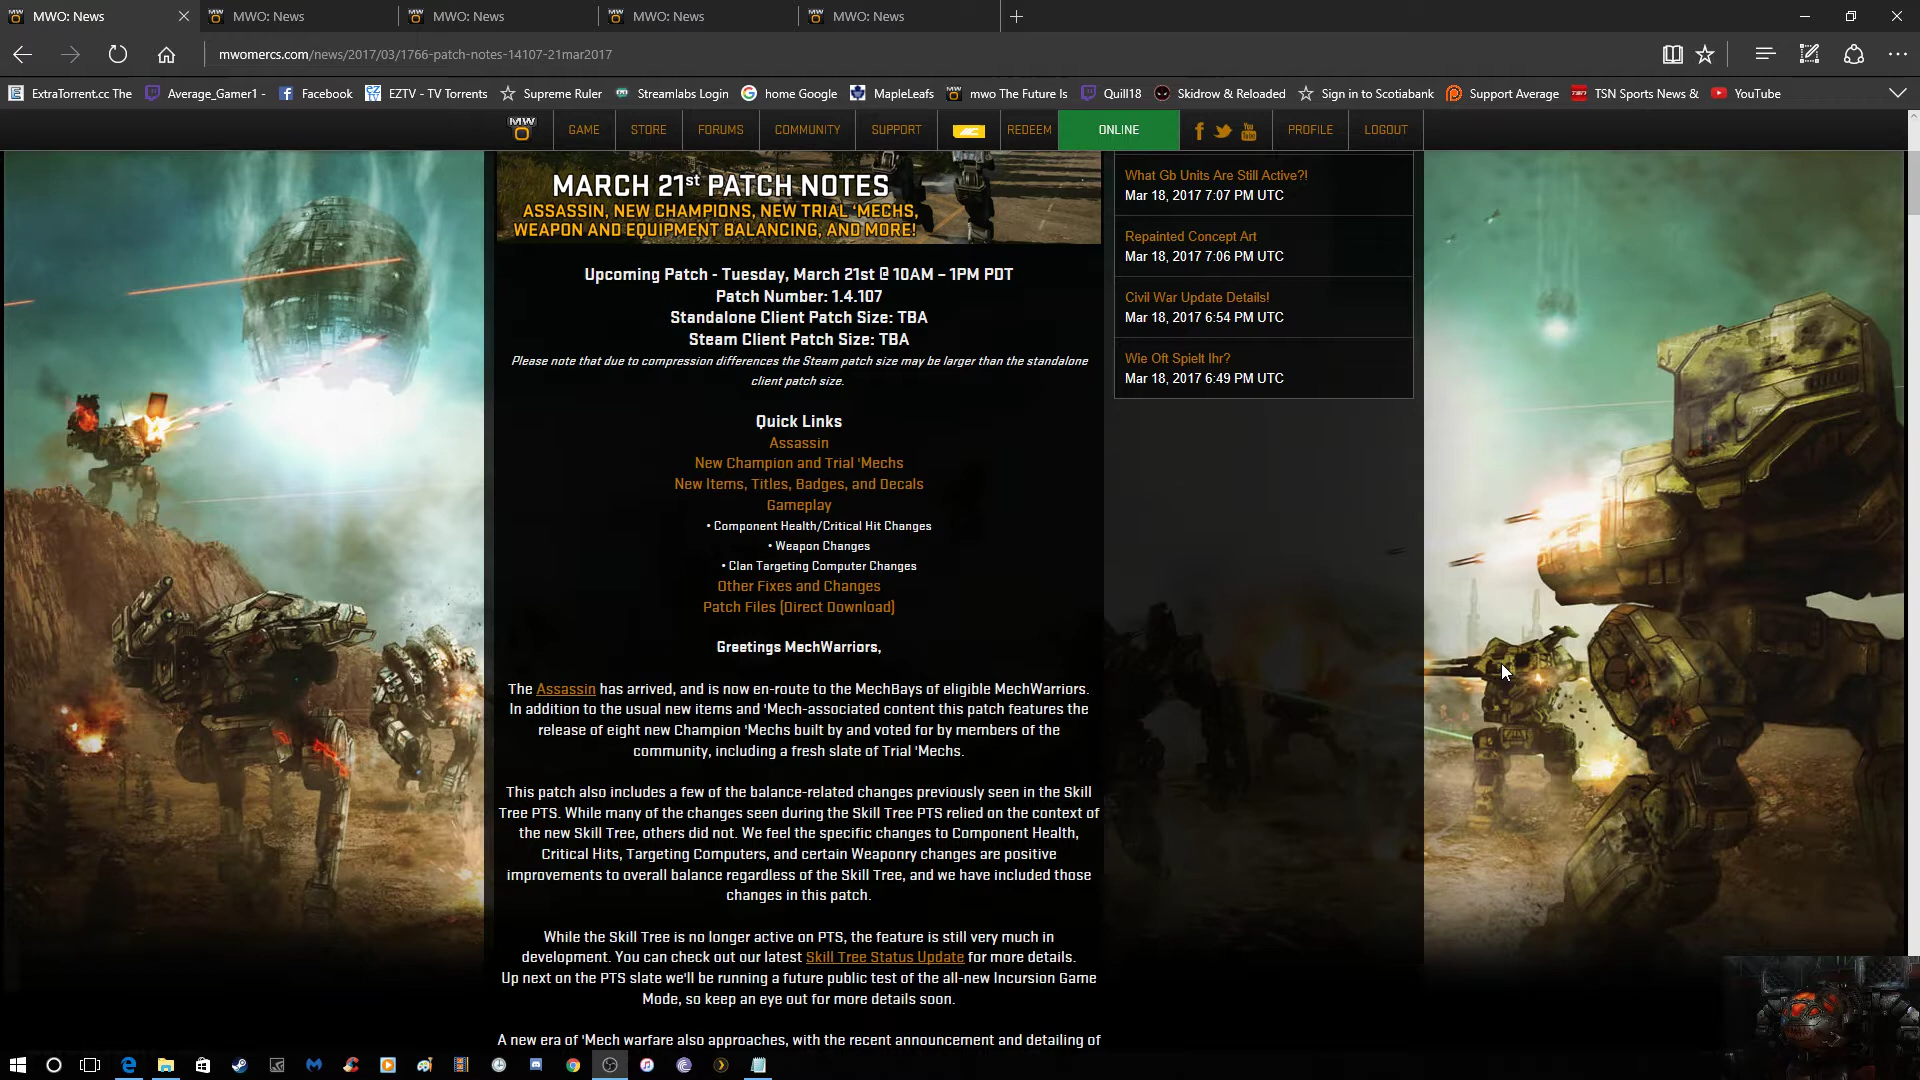 MWO: News
MWO: News
MWO: News
MWO: News
MWO: News
mwomercs.com/news/2017/03/1766-patch-notes-14107-21mar2017
ExtraTorrent.cc The
Average_Gamer1 -
Facebook
EZTV - TV Torrents
Supreme Ruler
Streamlabs Login
home Google
MapleLeafs
mwo The Future Is
Quill18
Skidrow & Reloaded
Sign in to Scotiabank
Support Average
TSN Sports News &
YouTube
MWO
GAME
STORE
FORUMS
COMMUNITY
SUPPORT
MC
REDEEM
ONLINE
PROFILE
LOGOUT
MARCH 21st PATCH NOTES
ASSASSIN, NEW CHAMPIONS, NEW TRIAL 'MECHS,
WEAPON AND EQUIPMENT BALANCING, AND MORE!
Upcoming Patch - Tuesday, March 21st @ 10AM – 1PM PDT
Patch Number: 1.4.107
Standalone Client Patch Size: TBA
Steam Client Patch Size: TBA
Please note that due to compression differences the Steam patch size may be larger than the standalone
client patch size.
Quick Links
Assassin
New Champion and Trial 'Mechs
New Items, Titles, Badges, and Decals
Gameplay
• Component Health/Critical Hit Changes
• Weapon Changes
• Clan Targeting Computer Changes
Other Fixes and Changes
Patch Files (Direct Download)
Greetings MechWarriors,
The Assassin has arrived, and is now en-route to the MechBays of eligible MechWarriors.
In addition to the usual new items and 'Mech-associated content this patch features the
release of eight new Champion 'Mechs built by and voted for by members of the
community, including a fresh slate of Trial 'Mechs.
This patch also includes a few of the balance-related changes previously seen in the Skill
Tree PTS. While many of the changes seen during the Skill Tree PTS relied on the context of
the new Skill Tree, others did not. We feel the specific changes to Component Health,
Critical Hits, Targeting Computers, and certain Weaponry changes are positive
improvements to overall balance regardless of the Skill Tree, and we have included those
changes in this patch.
While the Skill Tree is no longer active on PTS, the feature is still very much in
development. You can check out our latest Skill Tree Status Update for more details.
Up next on the PTS slate we'll be running a future public test of the all-new Incursion Game
Mode, so keep an eye out for more details soon.
A new era of 'Mech warfare also approaches, with the recent announcement and detailing of
What Gb Units Are Still Active?!
Mar 18, 2017 7:07 PM UTC
Repainted Concept Art
Mar 18, 2017 7:06 PM UTC
Civil War Update Details!
Mar 18, 2017 6:54 PM UTC
Wie Oft Spielt Ihr?
Mar 18, 2017 6:49 PM UTC